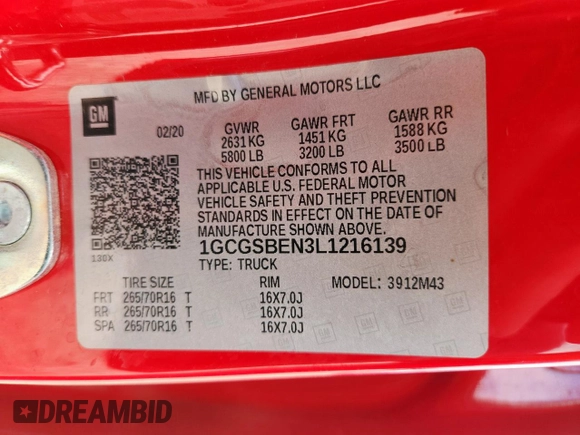 GM
MFD BY GENERAL MOTORS LLC
02/20
GVWR GAWR FRT GAWR RR
2631 KG 1451 KG 1588 KG
5800 LB 3200 LB 3500 LB
THIS VEHICLE CONFORMS TO ALL
APPLICABLE U.S. FEDERAL MOTOR
VEHICLE SAFETY AND THEFT PREVENTION
STANDARDS IN EFFECT ON THE DATE OF
MANUFACTURE SHOWN ABOVE.
1GCGSBEN3L1216139
130X
TYPE: TRUCK
TIRE SIZE RIM MODEL: 3912M43
FRT 265/70R16 T 16X7.0J
RR 265/70R16 T 16X7.0J
SPA 265/70R16 T 16X7.0J
DREAMBID